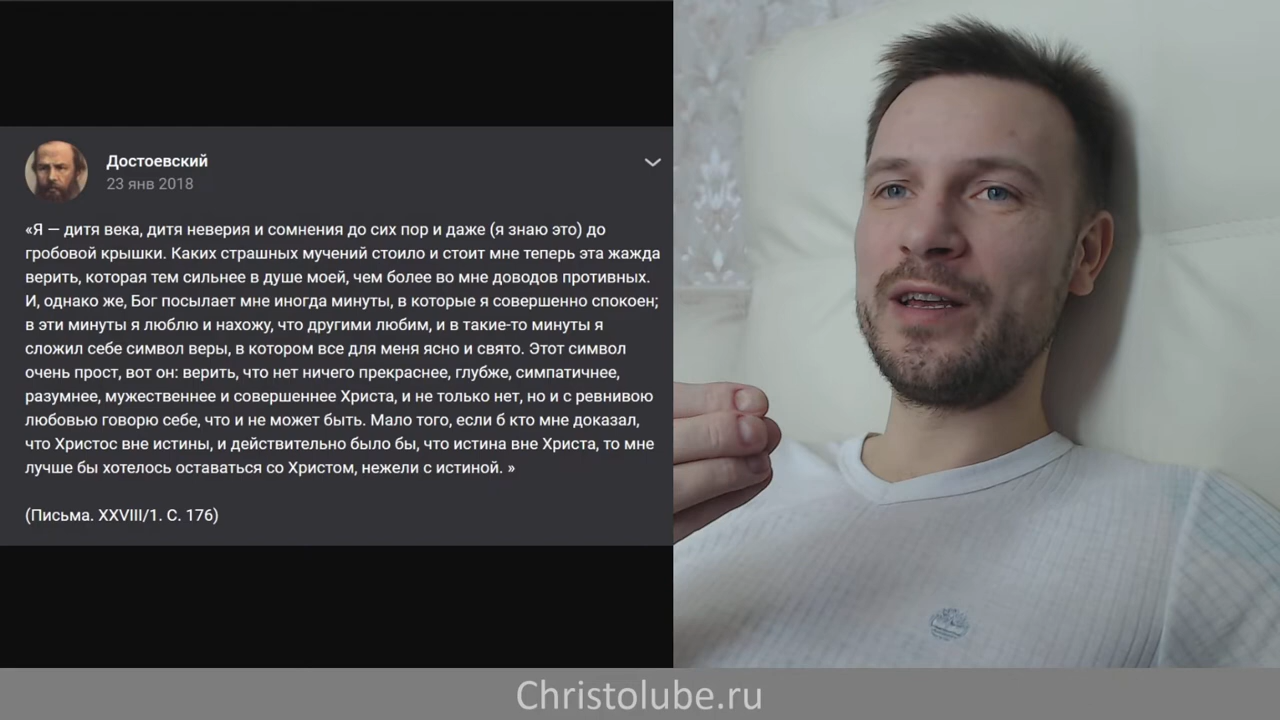 Достоевский
23 янв 2018
«Я — дитя века, дитя неверия и сомнения до сих пор и даже (я знаю это) до
гробовой крышки. Каких страшных мучений стоило и стоит мне теперь эта жажда
верить, которая тем сильнее в душе моей, чем более во мне доводов противных.
И, однако же, Бог посылает мне иногда минуты, в которые я совершенно спокоен;
в эти минуты я люблю и нахожу, что другими любим, и в такие-то минуты я
сложил себе символ веры, в котором все для меня ясно и свято. Этот символ
очень прост, вот он: верить, что нет ничего прекраснее, глубже, симпатичнее,
разумнее, мужественнее и совершеннее Христа, и не только нет, но и с ревнивою
любовью говорю себе, что и не может быть. Мало того, если б кто мне доказал,
что Христос вне истины, и действительно было бы, что истина вне Христа, то мне
лучше бы хотелось оставаться со Христом, нежели с истиной. »
(Письма. XXVIII/1. С. 176)
Christolube.ru